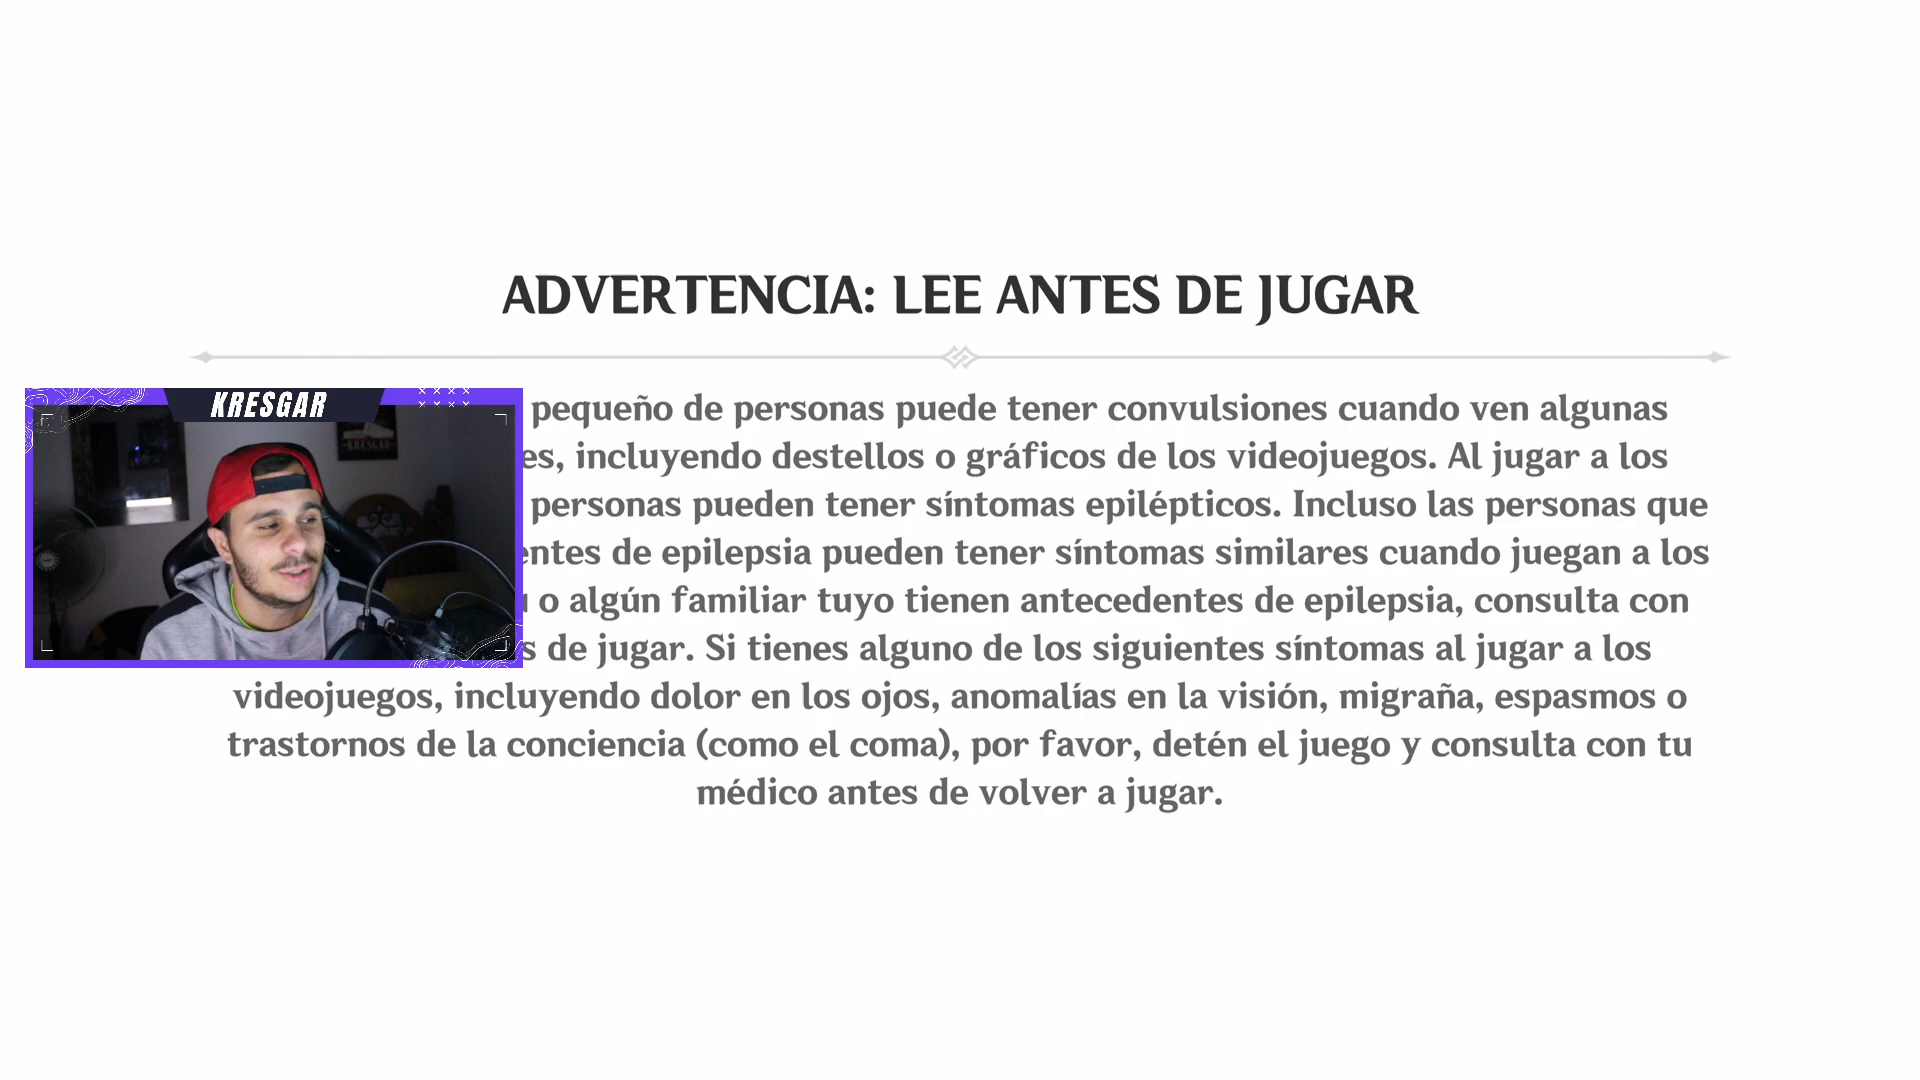 ADVERTENCIA: LEE ANTES DE JUGAR
KRESGAR
pequeño de personas puede tener convulsiones cuando ven algunas
es, incluyendo destellos o gráficos de los videojuegos. Al jugar a los
personas pueden tener síntomas epilépticos. Incluso las personas que
entes de epilepsia pueden tener síntomas similares cuando juegan a los
o algún familiar tuyo tienen antecedentes de epilepsia, consulta con
s de jugar. Si tienes alguno de los siguientes síntomas al jugar a los
videojuegos, incluyendo dolor en los ojos, anomalías en la visión, migraña, espasmos o
trastornos de la conciencia (como el coma), por favor, detén el juego y consulta con tu
médico antes de volver a jugar.